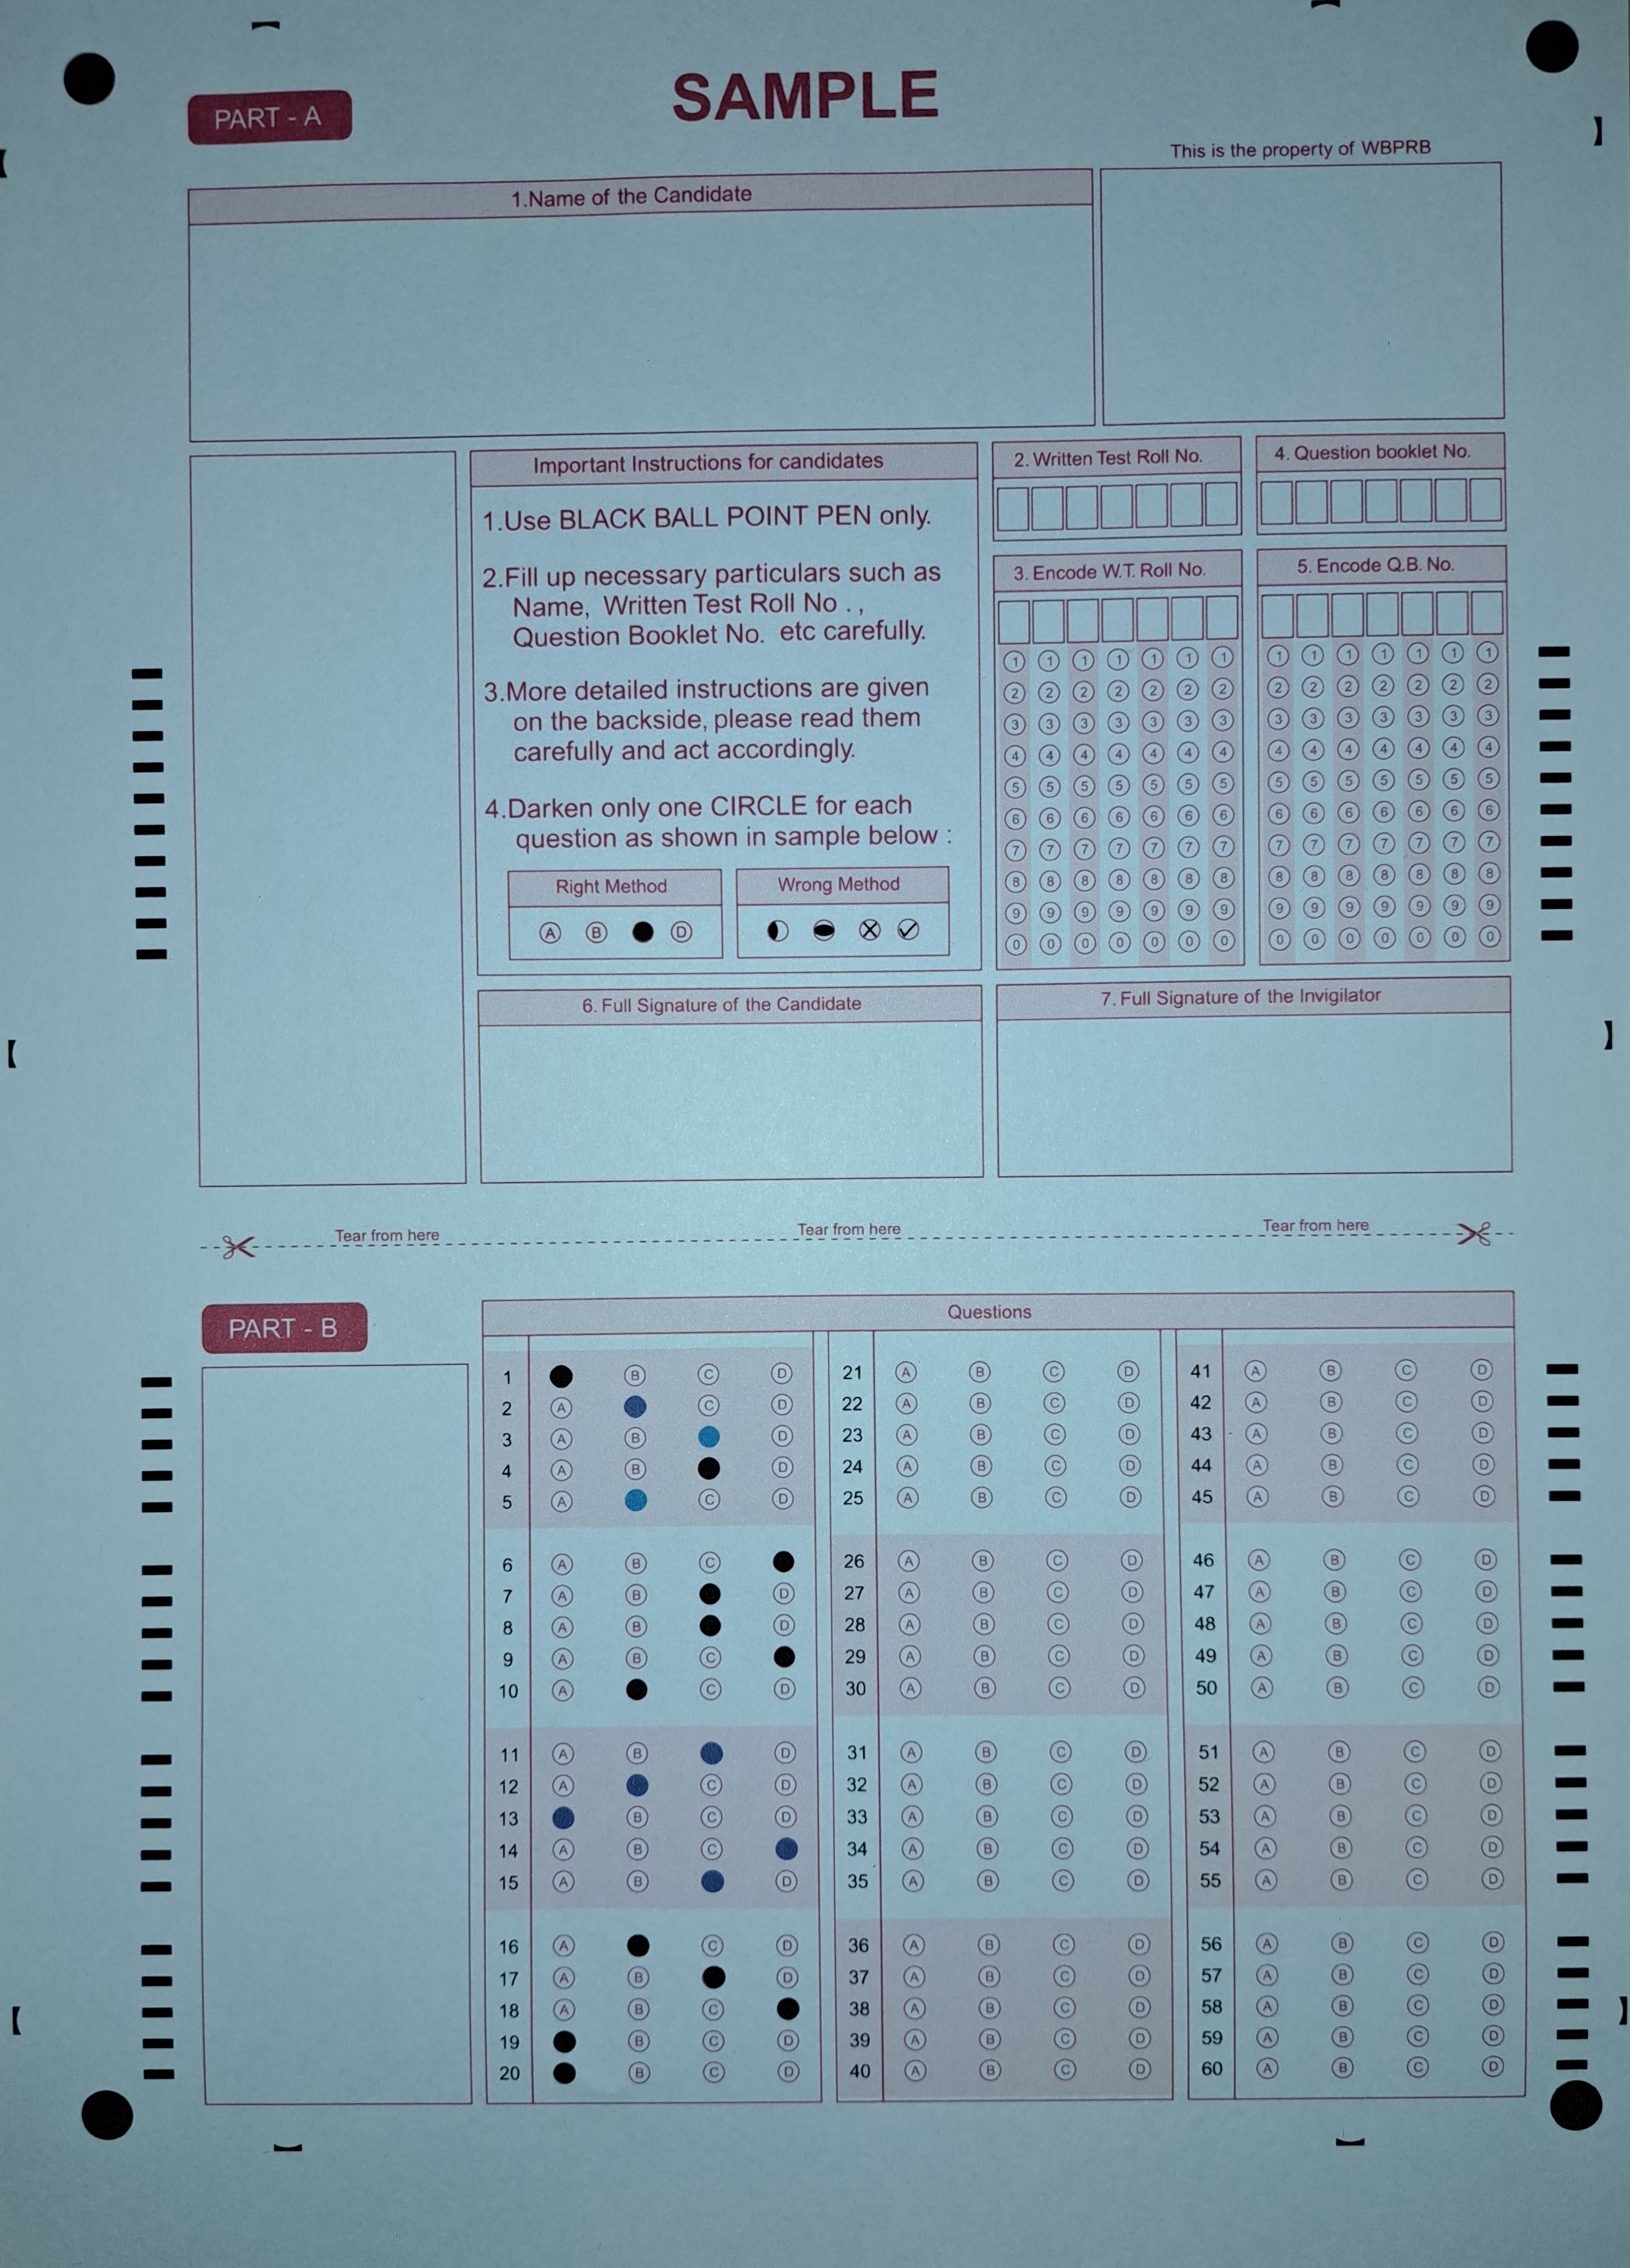 SAMPLE
PART - A
This is the property of WBPRB
1.Name of the Candidate
Important Instructions for candidates
1.Use BLACK BALL POINT PEN only.
2.Fill up necessary particulars such as
Name, Written Test Roll No . ,
Question Booklet No. etc carefully.
3.More detailed instructions are given
on the backside, please read them
carefully and act accordingly.
4.Darken only one CIRCLE for each
question as shown in sample below :
Right Method
A B D
Wrong Method
2. Written Test Roll No.
4. Question booklet No.
3. Encode W.T. Roll No.
1 1 1 1 1 1 1
2 2 2 2 2 2 2
3 3 3 3 3 3 3
4 4 4 4 4 4 4
5 5 5 5 5 5 5
6 6 6 6 6 6 6
7 7 7 7 7 7 7
8 8 8 8 8 8 8
9 9 9 9 9 9 9
0 0 0 0 0 0 0
5. Encode Q.B. No.
1 1 1 1 1 1 1
2 2 2 2 2 2 2
3 3 3 3 3 3 3
4 4 4 4 4 4 4
5 5 5 5 5 5 5
6 6 6 6 6 6 6
7 7 7 7 7 7 7
8 8 8 8 8 8 8
9 9 9 9 9 9 9
0 0 0 0 0 0 0
6. Full Signature of the Candidate
7. Full Signature of the Invigilator
Tear from here Tear from here Tear from here
PART - B
Questions
1 B C D
2 A C D
3 A B D
4 A B D
5 A C D
6 A B C
7 A B D
8 A B D
9 A B C
10 A C D
11 A B D
12 A C D
13 B C D
14 A B C
15 A B D
16 A C D
17 A B D
18 A B C
19 B C D
20 B C D
21 A B C D
22 A B C D
23 A B C D
24 A B C D
25 A B C D
26 A B C D
27 A B C D
28 A B C D
29 A B C D
30 A B C D
31 A B C D
32 A B C D
33 A B C D
34 A B C D
35 A B C D
36 A B C D
37 A B C D
38 A B C D
39 A B C D
40 A B C D
41 A B C D
42 A B C D
43 A B C D
44 A B C D
45 A B C D
46 A B C D
47 A B C D
48 A B C D
49 A B C D
50 A B C D
51 A B C D
52 A B C D
53 A B C D
54 A B C D
55 A B C D
56 A B C D
57 A B C D
58 A B C D
59 A B C D
60 A B C D